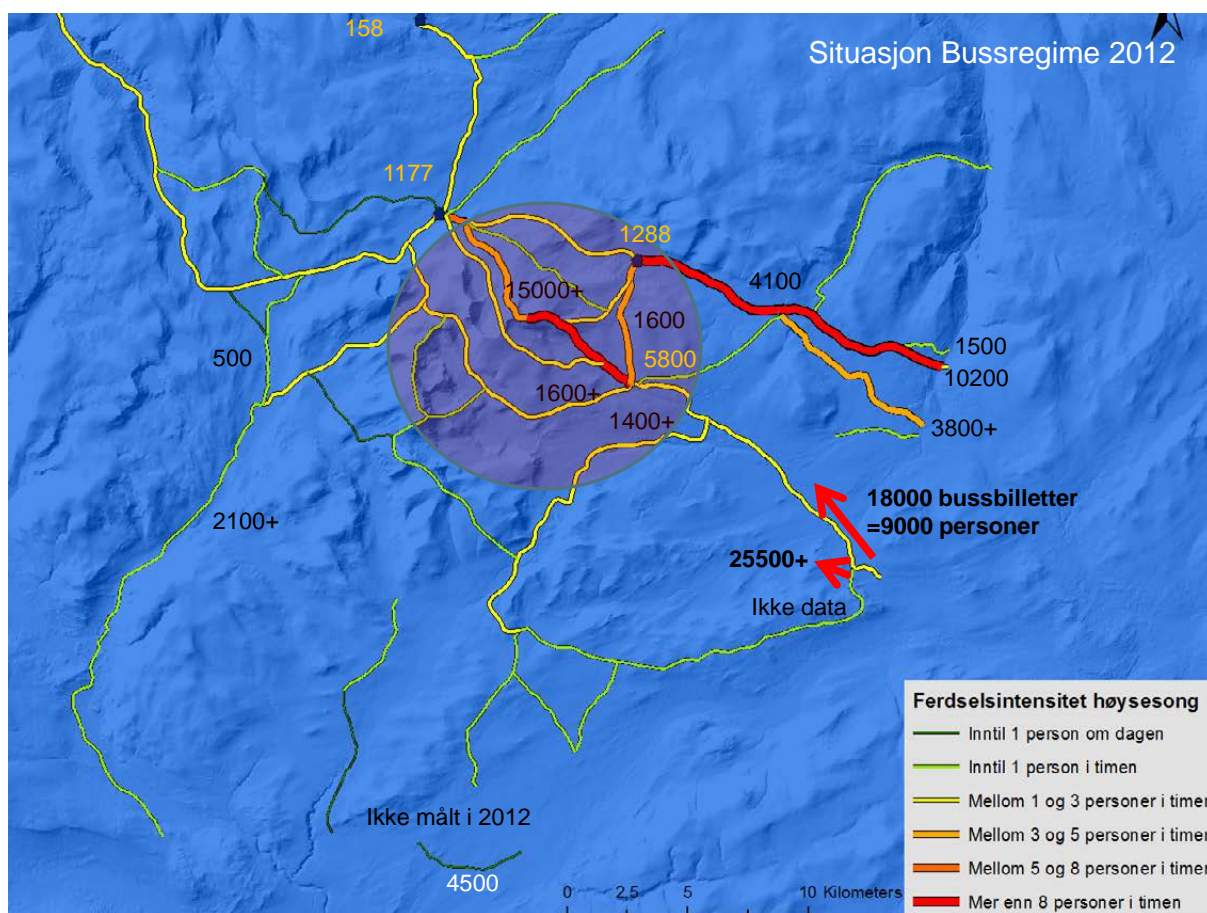 158
Situasjon Bussregime 2012
1177
1288
15000+
4100
1600
500
5800
1500
10200
1600+
1400+
3800+
18000 bussbilletter
=9000 personer
2100+
25500+
Ikke data
Ikke målt i 2012
4500
0 2,5 5 10 Kilometers
Ferdselsintensitet høysesong
Inntil 1 person om dagen
Inntil 1 person i timen
Mellom 1 og 3 personer i timen
Mellom 3 og 5 personer i timen
Mellom 5 og 8 personer i timen
Mer enn 8 personer i timen